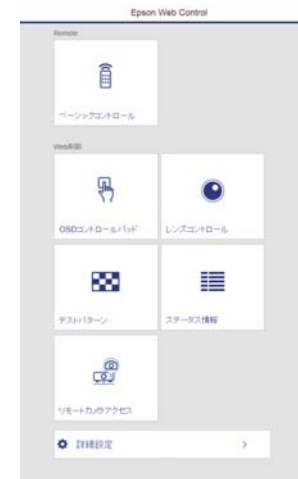 Epson Web Control
Remote
ベーシックコントロール
Web制御
OSDコントロールパッド
レンズコントロール
テストパターン
ステータス情報
リモートカメラアクセス
詳細設定